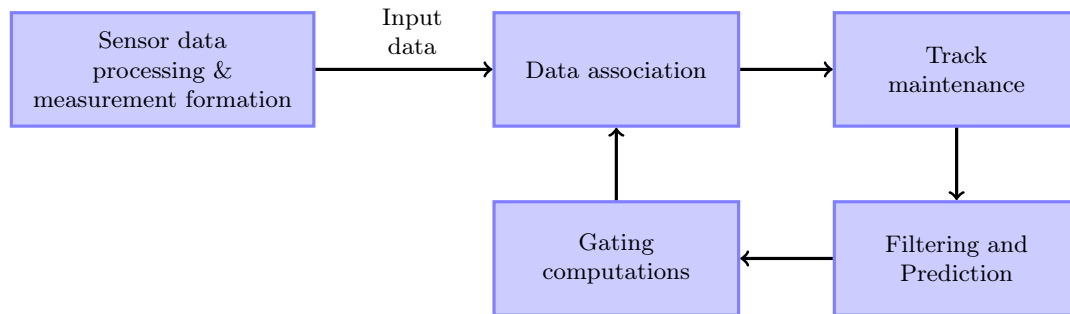 Sensor data
processing &
measurement formation
Input
data
Data association
Track
maintenance
Gating
computations
Filtering and
Prediction